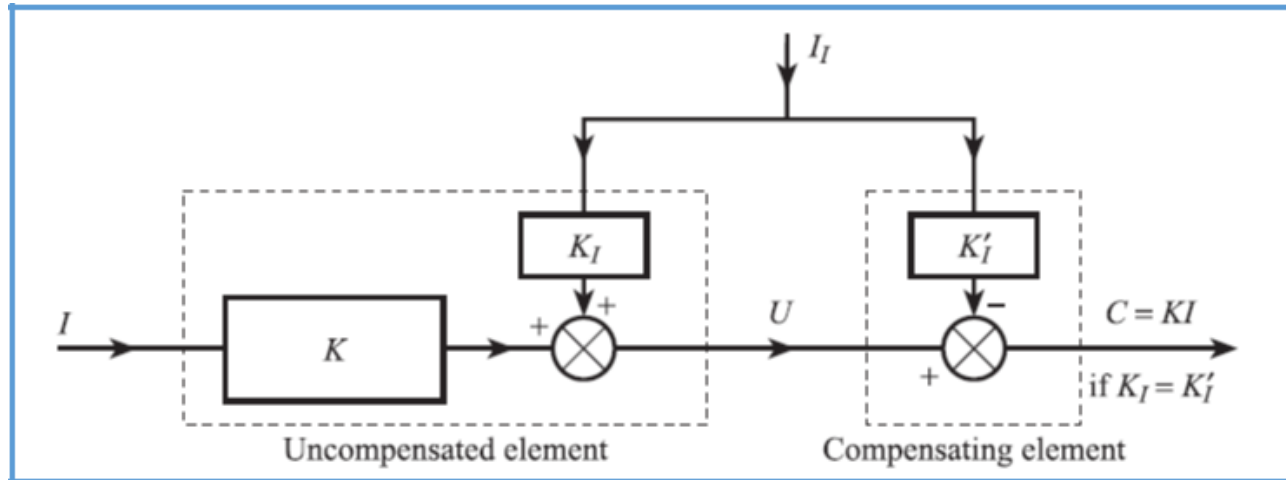 I_I
K_I
K′_I
+
−
I
K
+
U
+
C = KI
if K_I = K′_I
Uncompensated element
Compensating element